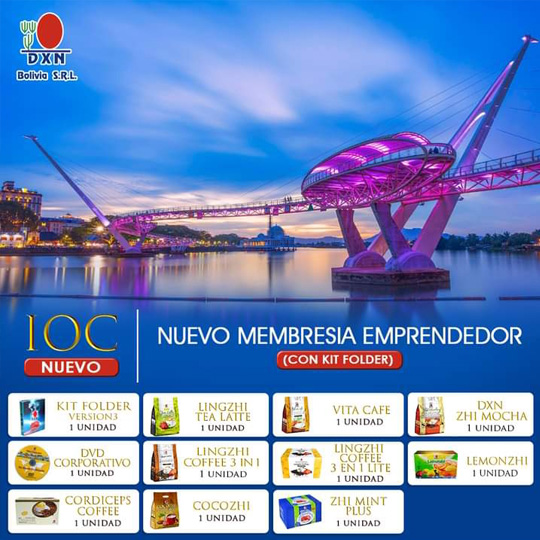 DXN
Bolivia S.R.L.
IOC
NUEVO
NUEVO MEMBRESIA EMPRENDEDOR
(CON KIT FOLDER)
KIT FOLDER
VERSION3
1 UNIDAD
LINGZHI
TEA LATTE
1 UNIDAD
VITA CAFE
1 UNIDAD
DXN
ZHI MOCHA
1 UNIDAD
DVD
CORPORATIVO
1 UNIDAD
LINGZHI
COFFEE 3 IN 1
1 UNIDAD
LINGZHI
COFFEE
3 EN 1 LITE
1 UNIDAD
LEMONZHI
1 UNIDAD
CORDICEPS
COFFEE
1 UNIDAD
COCOZHI
1 UNIDAD
ZHI MINT
PLUS
1 UNIDAD